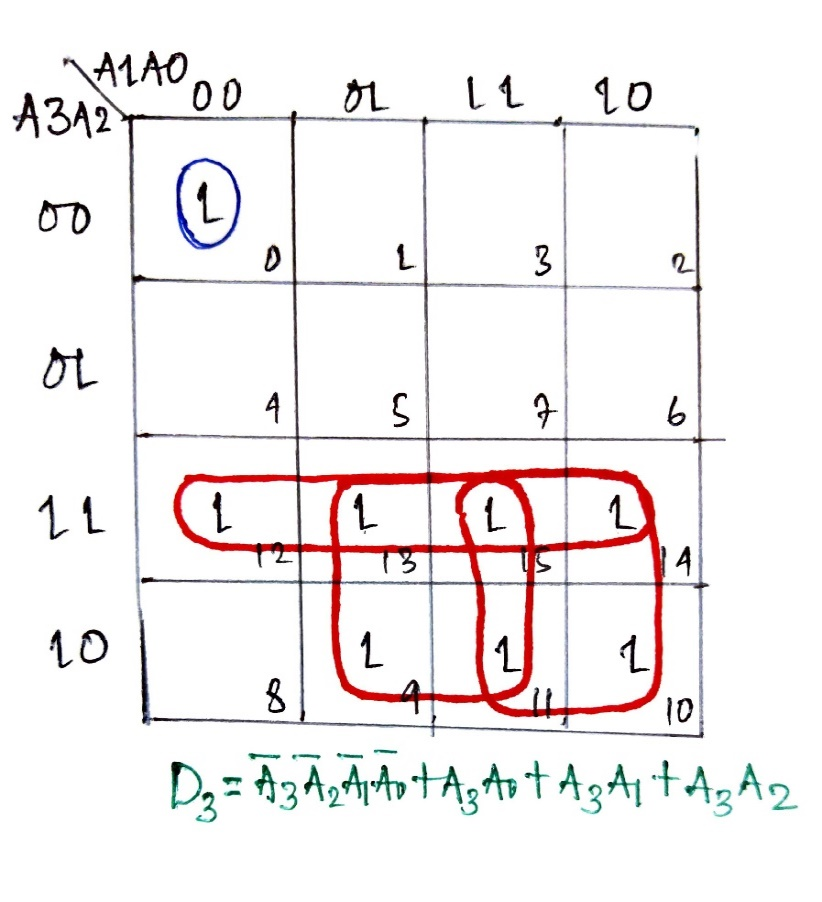 A1A0
00 01 11 10
A3A2
00 1
0 1 3 2
01
4 5 7 6
11 1 1 1 1
12 13 15 14
10 1 1 1
8 9 11 10
D₃ = A̅₃A̅₂A̅₁A̅₀ + A₃A₀ + A₃A₁ + A₃A₂